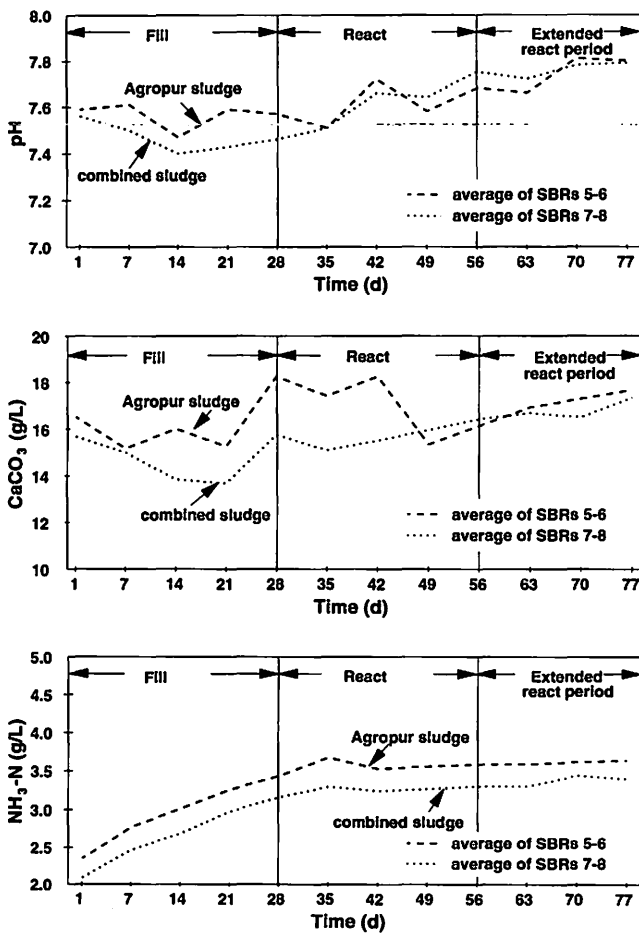 8.0
Fill
React
Extended
react period
7.8
Agropur sludge
7.6
pH
7.4
combined sludge
7.2
average of SBRs 5-6
average of SBRs 7-8
7.0
1 7 14 21 28 35 42 49 56 63 70 77
Time (d)
20
Fill
React
Extended
react period
18
Agropur sludge
16
CaCO3 (g/L)
14
combined sludge
12
average of SBRs 5-6
average of SBRs 7-8
10
1 7 14 21 28 35 42 49 56 63 70 77
Time (d)
5.0
Fill
React
Extended
react period
4.5
4.0
Agropur sludge
3.5
NH3-N (g/L)
3.0
combined sludge
2.5
average of SBRs 5-6
average of SBRs 7-8
2.0
1 7 14 21 28 35 42 49 56 63 70 77
Time (d)